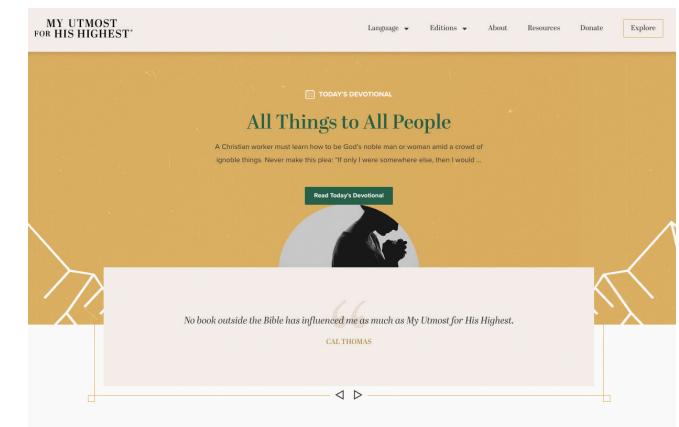 MY UTMOST
FOR HIS HIGHEST®
Language Editions About Resources Donate Explore
TODAY'S DEVOTIONAL
All Things to All People
A Christian worker must learn how to be God's noble man or woman amid a crowd of
ignoble things. Never make this plea: "If only I were somewhere else, then I would ...
Read Today's Devotional
“
No book outside the Bible has influenced me as much as My Utmost for His Highest.
CAL THOMAS